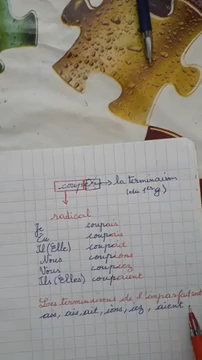 couper → la terminaison
(du 1er g)
radical
Je coupais
Tu coupais
Il (Elle) coupait
Nous coupions
Vous coupiez
Ils (Elles) coupaient
Les terminaisons de l'imparfait sont
ais, ais, ait, ions, iez, aient